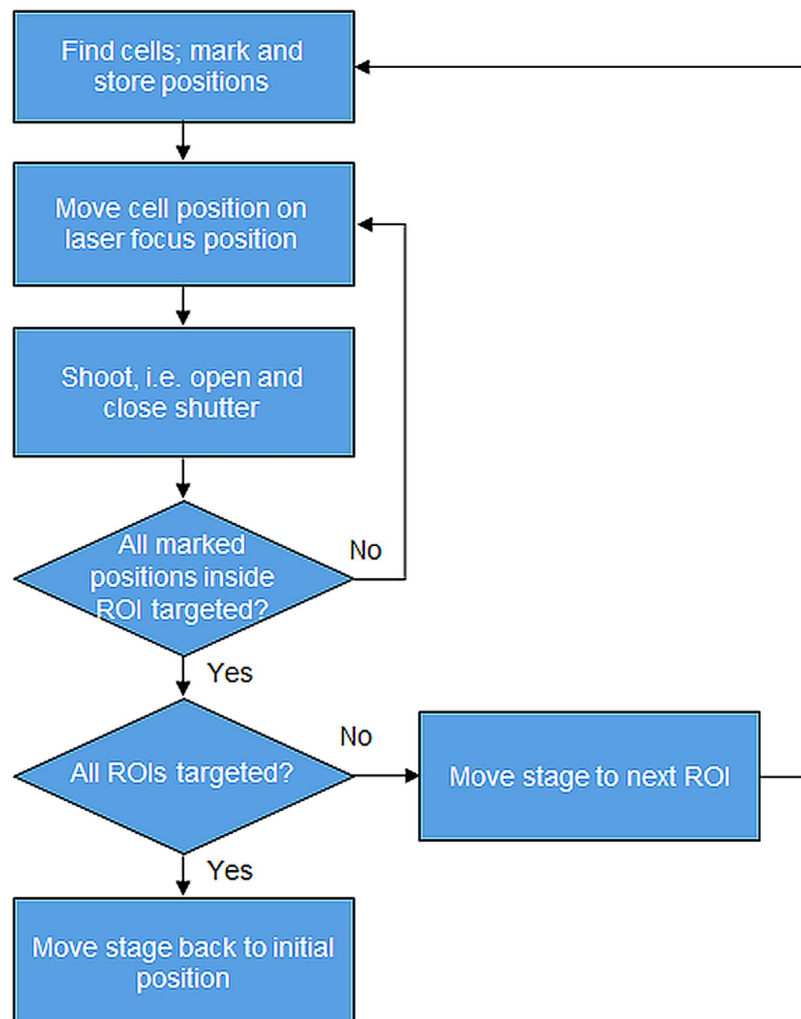 Find cells; mark and
store positions
Move cell position on
laser focus position
Shoot, i.e. open and
close shutter
All marked
positions inside
ROI targeted?
No
Yes
All ROIs targeted?
No
Move stage to next ROI
Yes
Move stage back to initial
position